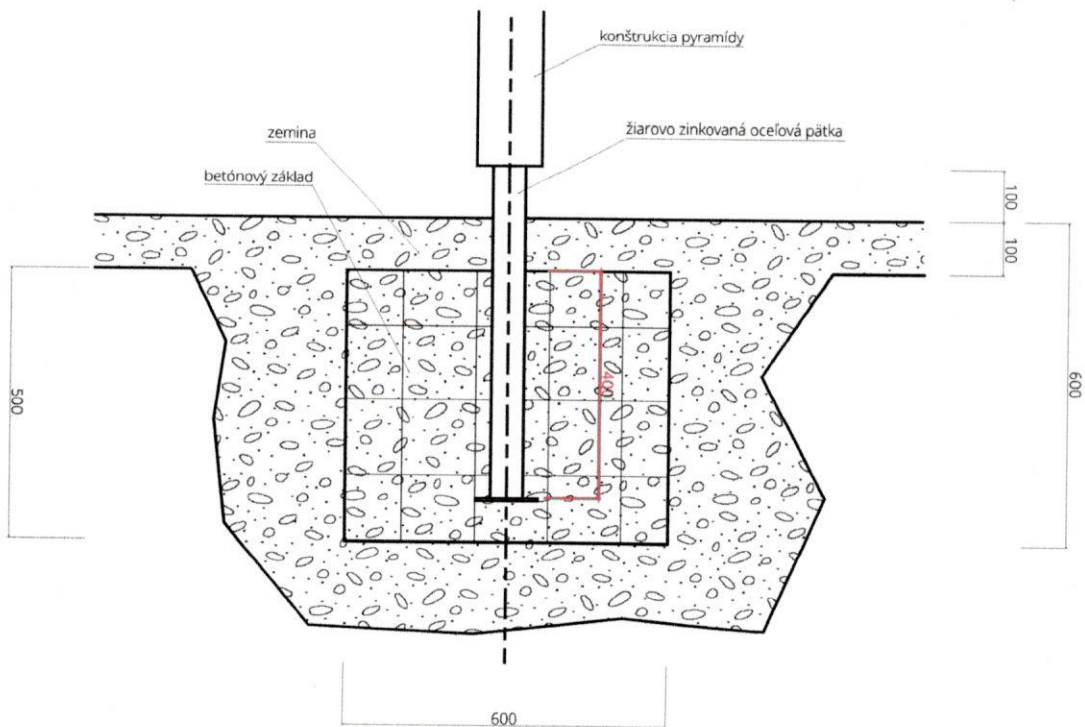 konštrukcia pyramídy
zemina
žiarovo zinkovaná oceľová pätka
betónový základ
100
100
400
500
600
600